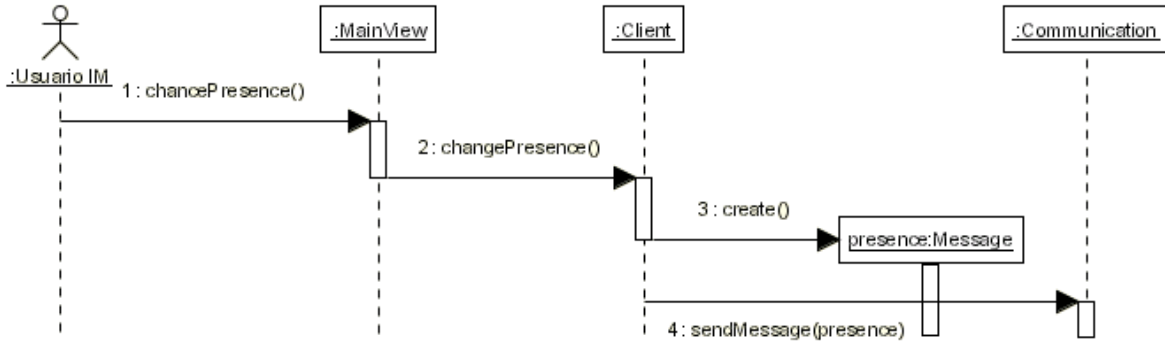 :MainView
:Client
:Communication
:Usuario IM
1 : chancePresence()
2 : changePresence()
3 : create()
presence:Message
4 : sendMessage(presence)